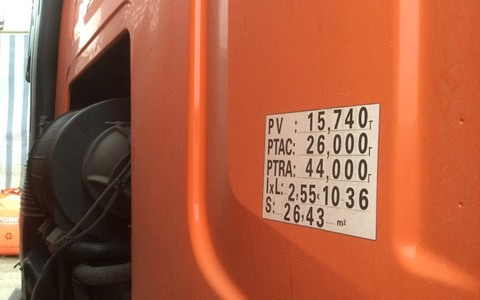 PV : 15,740T
PTAC: 26,000T
PTRA: 44,000T
lxL: 2,55x10 36
S: 26,43 m²